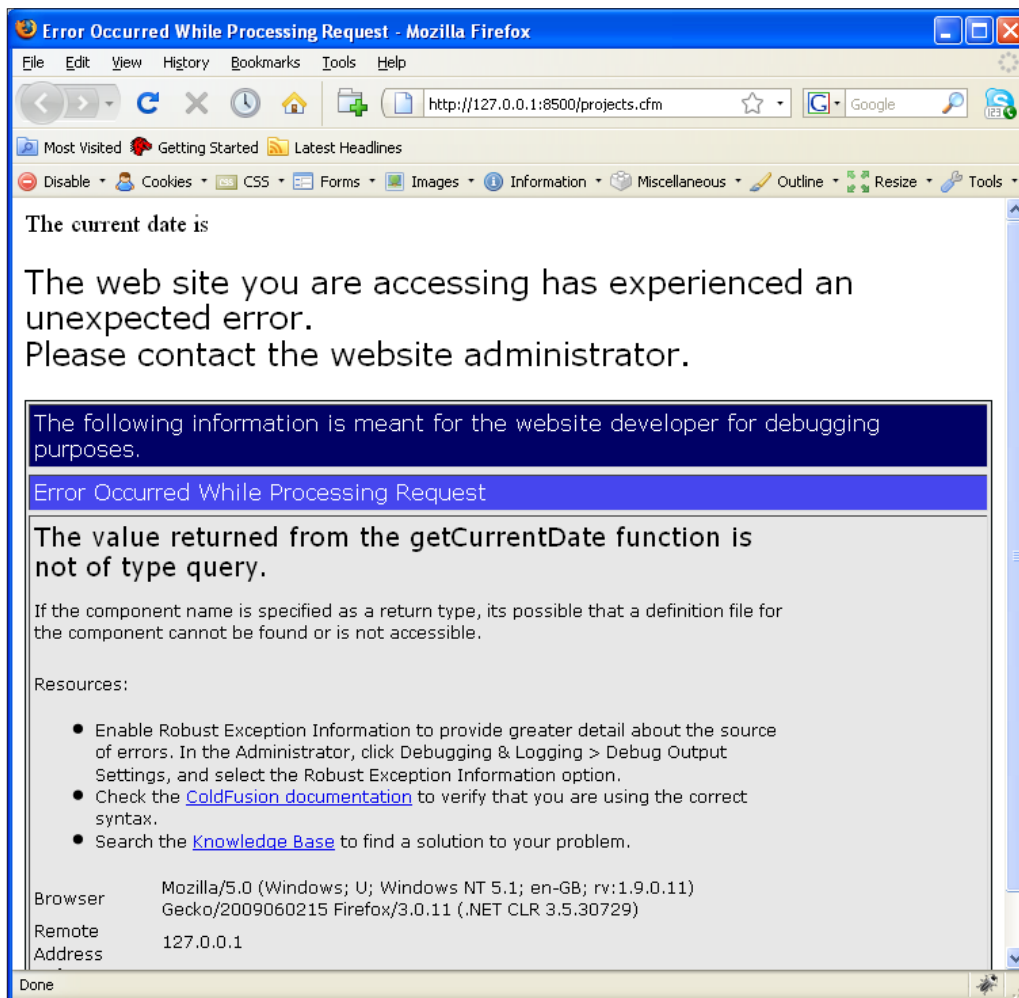 Error Occurred While Processing Request - Mozilla Firefox
File Edit View History Bookmarks Tools Help
http://127.0.0.1:8500/projects.cfm G Google 123
Most Visited Getting Started Latest Headlines
Disable Cookies CSS CSS Forms Images Information Miscellaneous Outline Resize Tools
The current date is
The web site you are accessing has experienced an
unexpected error.
Please contact the website administrator.
The following information is meant for the website developer for debugging
purposes.
Error Occurred While Processing Request
The value returned from the getCurrentDate function is
not of type query.
If the component name is specified as a return type, its possible that a definition file for
the component cannot be found or is not accessible.
Resources:
Enable Robust Exception Information to provide greater detail about the source
of errors. In the Administrator, click Debugging & Logging > Debug Output
Settings, and select the Robust Exception Information option.
Check the ColdFusion documentation to verify that you are using the correct
syntax.
Search the Knowledge Base to find a solution to your problem.
Browser Mozilla/5.0 (Windows; U; Windows NT 5.1; en-GB; rv:1.9.0.11)
Gecko/2009060215 Firefox/3.0.11 (.NET CLR 3.5.30729)
Remote
Address 127.0.0.1
Done